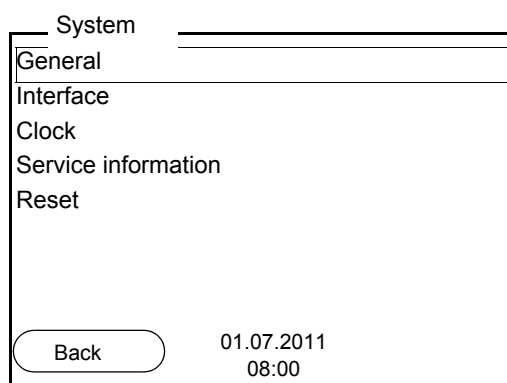 System
General
Interface
Clock
Service information
Reset
Back
01.07.2011
08:00